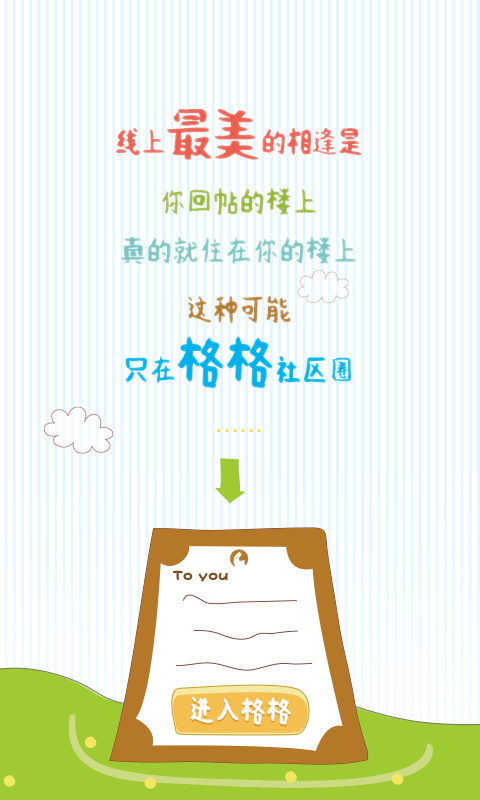 线上最美的相逢是
你回帖的楼上
真的就住在你的楼上
这种可能
只在格格社区圈
......
To you
进入格格